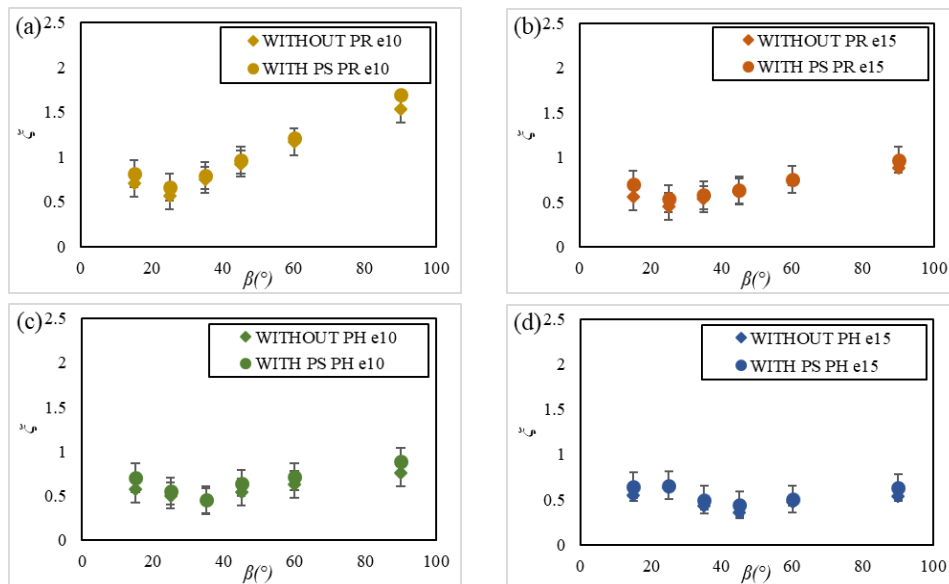 (a)
2.5
WITHOUT PR e10
2
WITH PS PR e10
1.5
ξ
1
0.5
0
0 20 40 60 80 100
β(°)
(b)
2.5
WITHOUT PR e15
2
WITH PS PR e15
1.5
ξ
1
0.5
0
0 20 40 60 80 100
β(°)
(c)
2.5
WITHOUT PH e10
2
WITH PS PH e10
1.5
ξ
1
0.5
0
0 20 40 60 80 100
β(°)
(d)
2.5
WITHOUT PH e15
2
WITH PS PH e15
1.5
ξ
1
0.5
0
0 20 40 60 80 100
β(°)